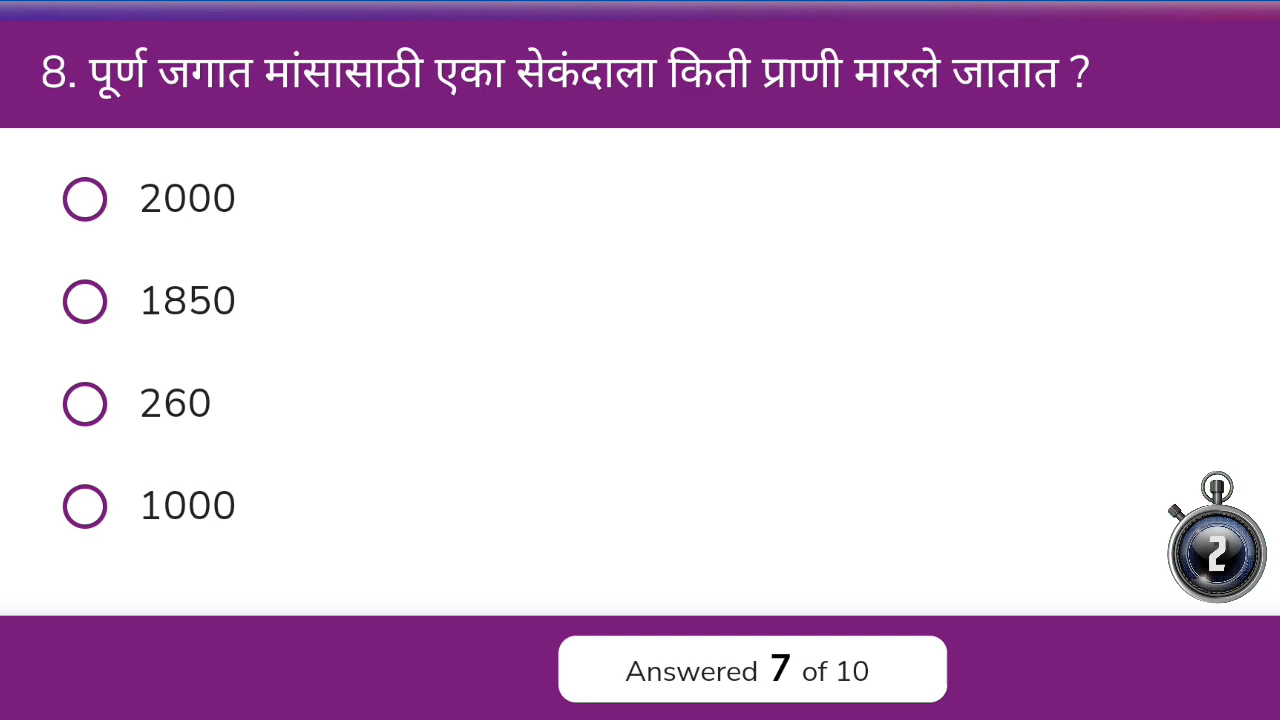 8. पूर्ण जगात मांसासाठी एका सेकंदाला किती प्राणी मारले जातात ?
2000
1850
260
1000
2
Answered 7 of 10